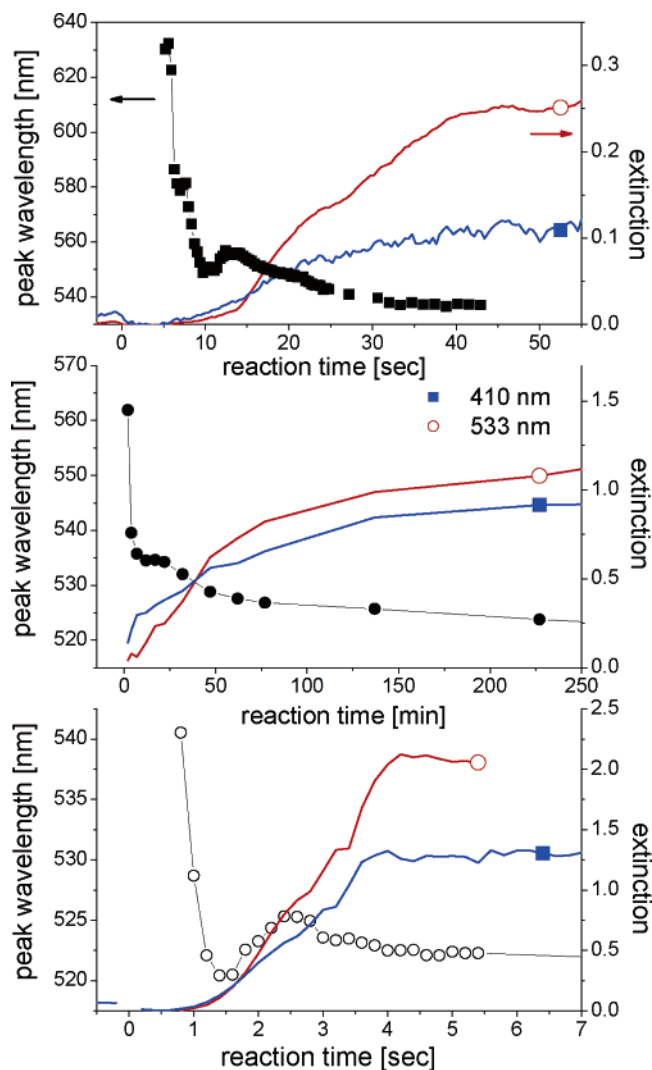 640
620
600
580
560
540
peak wavelength [nm]
0.3
0.2
0.1
0.0
extinction
0 10 20 30 40 50
reaction time [sec]
570
560
550
540
530
520
peak wavelength [nm]
410 nm
533 nm
1.5
1.0
0.5
0.0
extinction
0 50 100 150 200 250
reaction time [min]
540
535
530
525
520
peak wavelength [nm]
2.5
2.0
1.5
1.0
0.5
0.0
extinction
0 1 2 3 4 5 6 7
reaction time [sec]